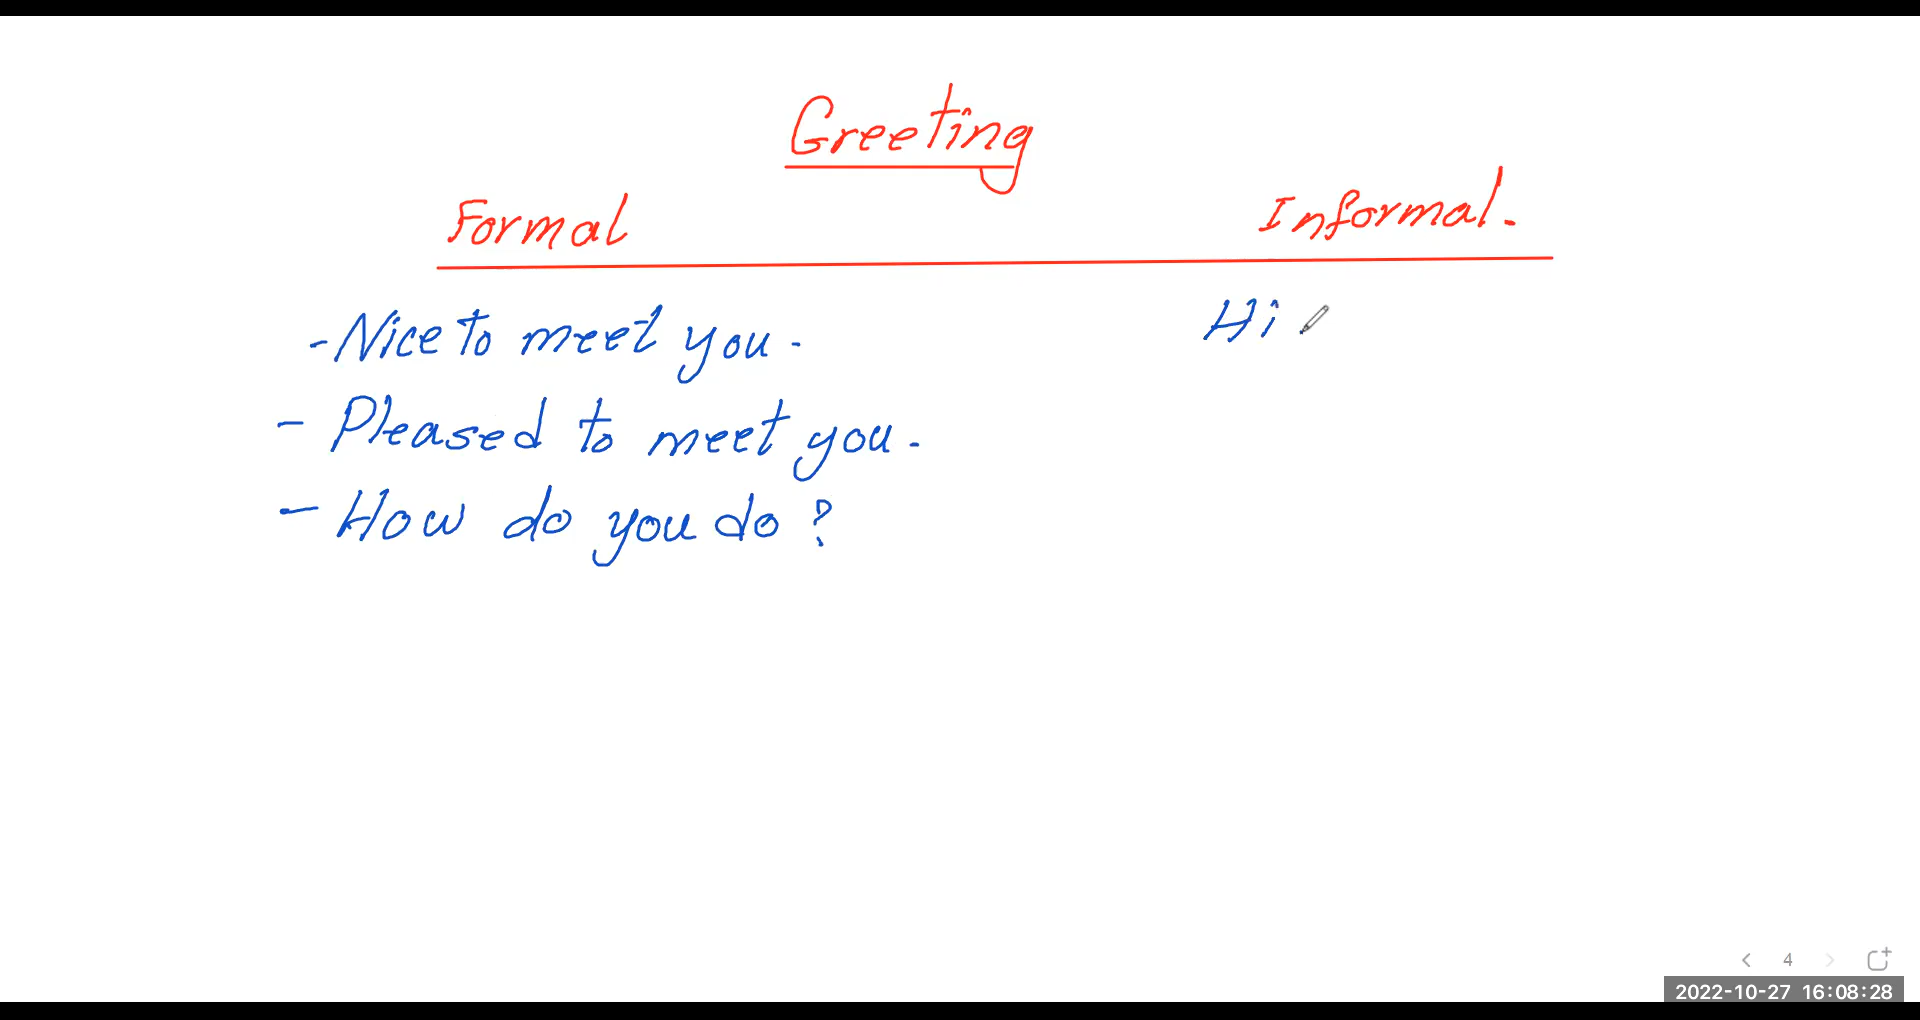 Greeting
Formal Informal.
-Nice to meet you.
Hi
- Pleased to meet you.
- How do you do?
4
2022-10-27 16:08:28